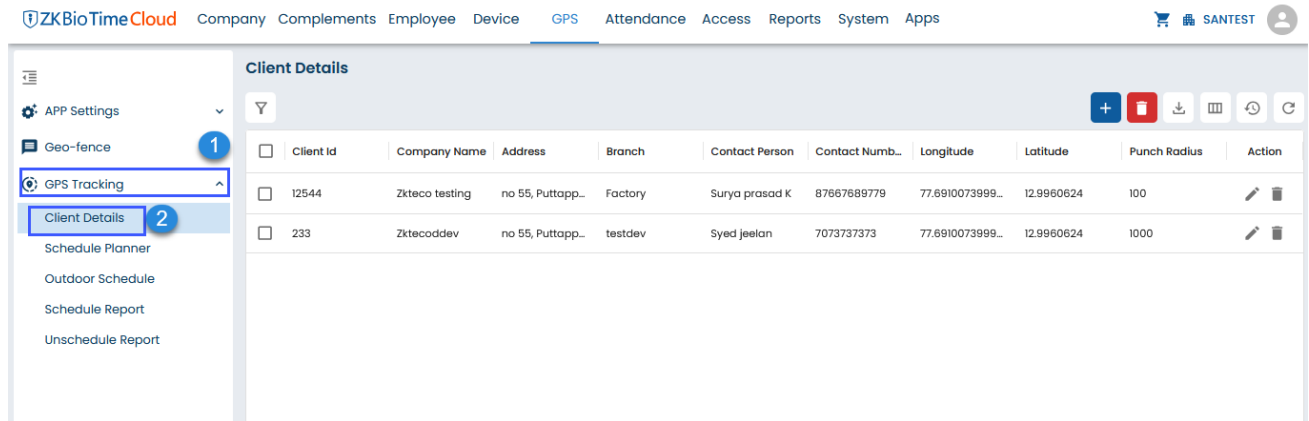 ZKBioTime Cloud Company Complements Employee Device GPS Attendance Access Reports System Apps SANTEST
Client Details
APP Settings
Geo-fence
1
GPS Tracking
Client Details
2
Schedule Planner
Outdoor Schedule
Schedule Report
Unschedule Report
Client Id Company Name Address Branch Contact Person Contact Numb... Longitude Latitude Punch Radius Action
12544 Zkteco testing no 55, Puttapp... Factory Surya prasad K 87667689779 77.6910073999... 12.9960624 100
233 Zktecoddev no 55, Puttapp... testdev Syed jeelan 7073737373 77.6910073999... 12.9960624 1000